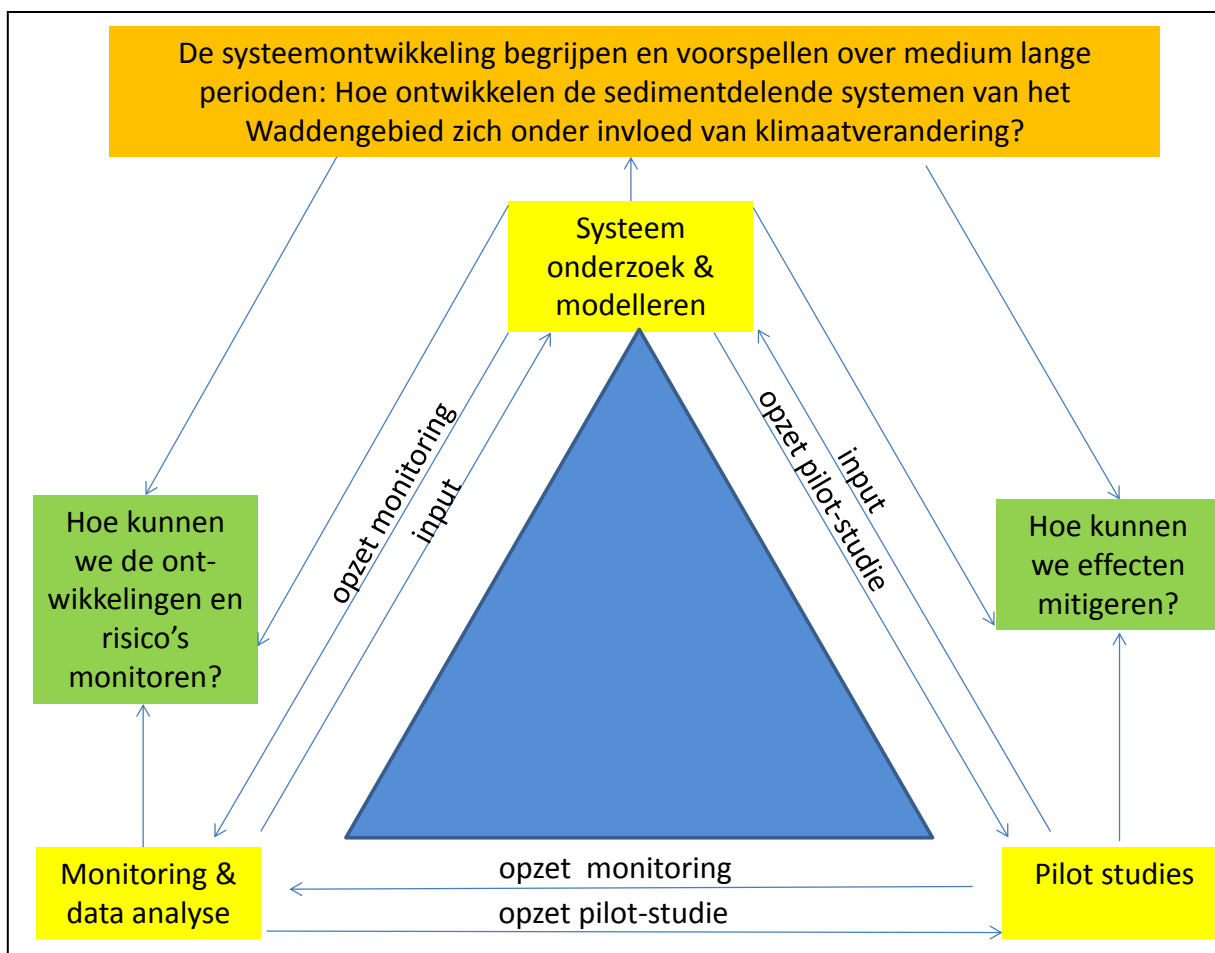 De systeemontwikkeling begrijpen en voorspellen over medium lange
perioden: Hoe ontwikkelen de sedimentdelende systemen van het
Waddengebied zich onder invloed van klimaatverandering?
Systeem
onderzoek &
modelleren
opzet monitoring
input
input
opzet pilot-studie
Hoe kunnen
we de ont-
wikkelingen en
risico’s
monitoren?
Hoe kunnen
we effecten
mitigeren?
Monitoring &
data analyse
opzet  monitoring
opzet pilot-studie
Pilot studies